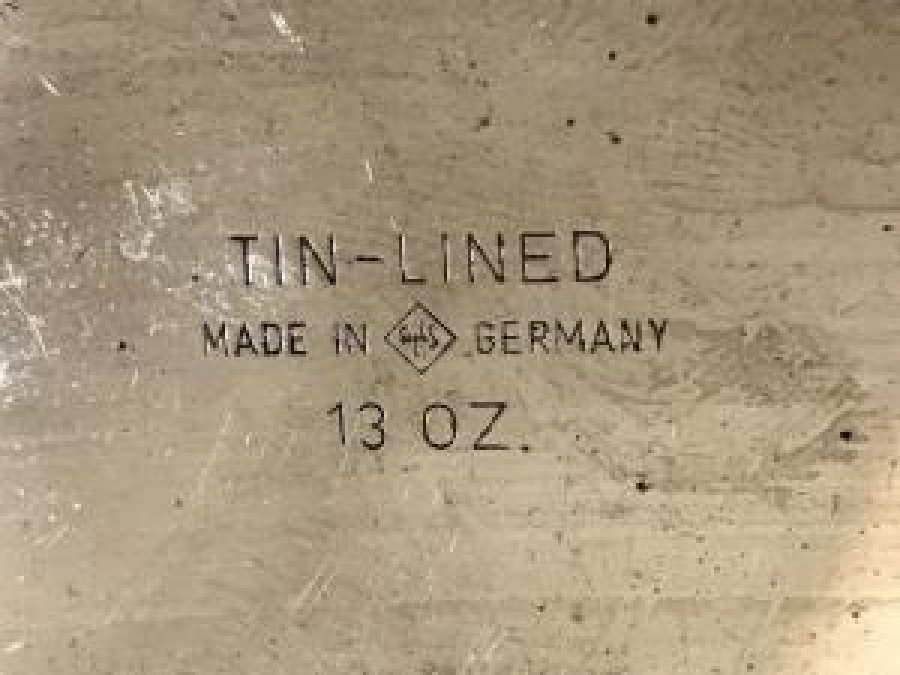 TIN-LINED
MADE IN GERMANY
13 OZ.